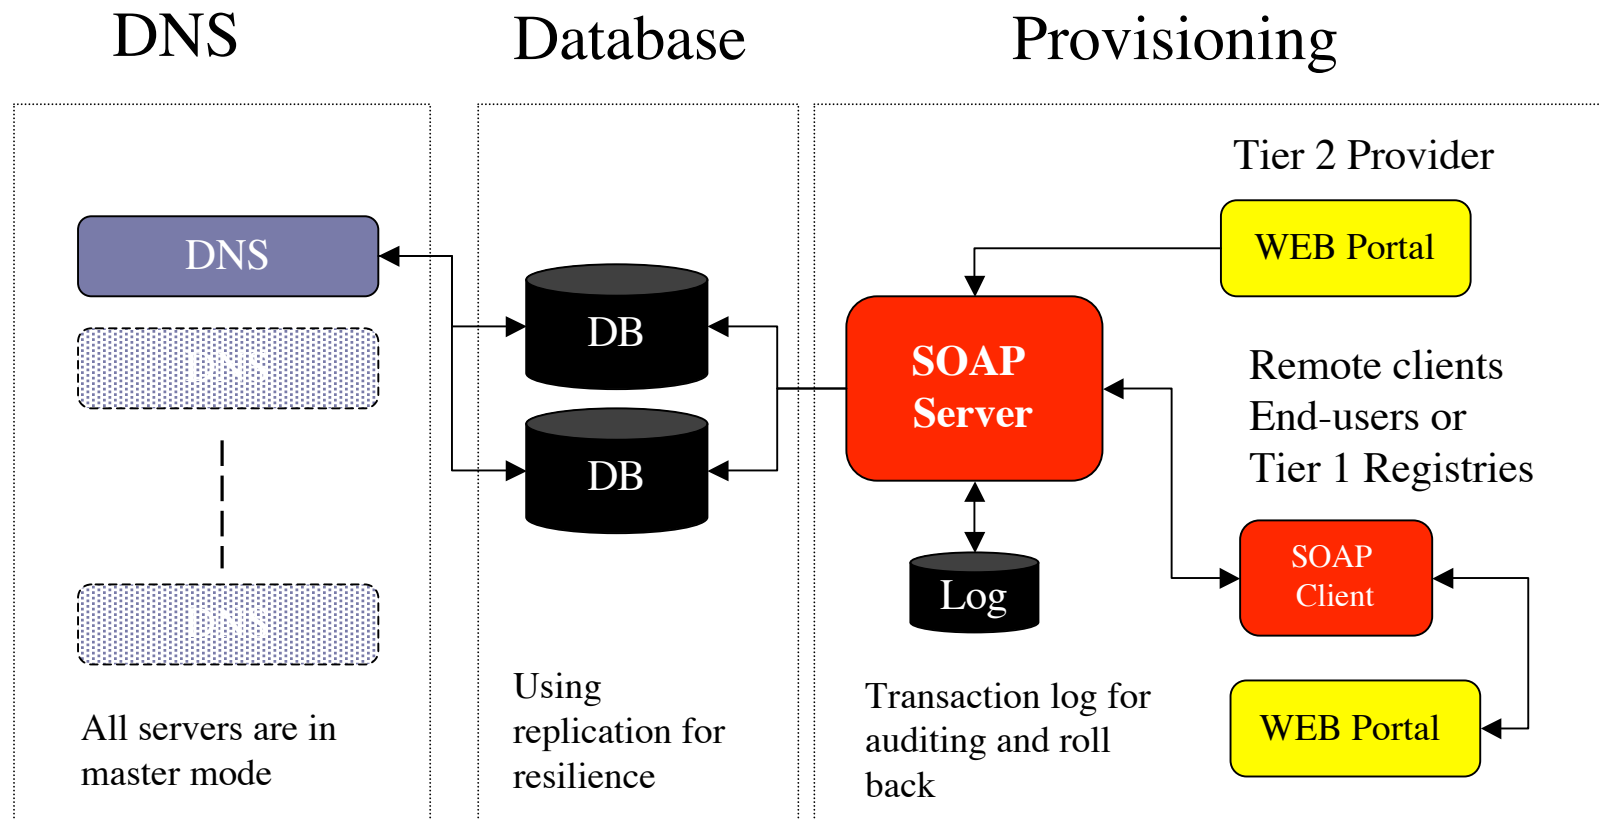 DNS
Database
Provisioning
DNS
DNS
DNS
All servers are in
master mode
DB
DB
Using
replication for
resilience
Tier 2 Provider
WEB Portal
SOAP
Server
Remote clients
End-users or
Tier 1 Registries
SOAP
Client
Log
WEB Portal
Transaction log for
auditing and roll
back